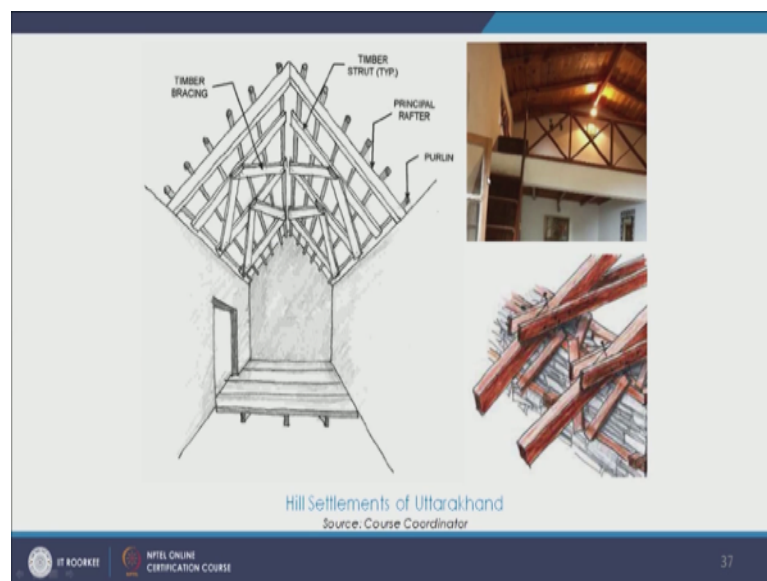 TIMBER
BRACING
TIMBER
STRUT (TYP.)
PRINCIPAL
RAFTER
PURLIN
Hill Settlements of Uttarakhand
Source: Course Coordinator
IIT ROORKEE
NPTEL ONLINE
CERTIFICATION COURSE
37